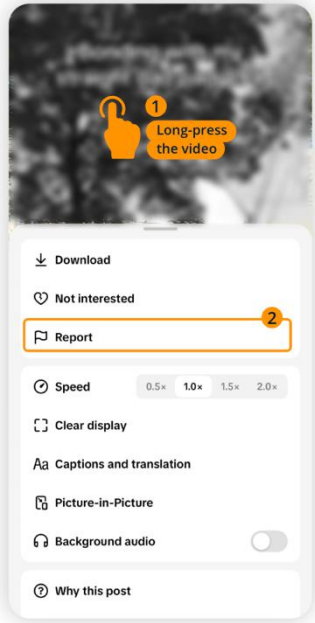 1
Long-press
the video
Download
Not interested
2
Report
Speed 0.5× 1.0× 1.5× 2.0×
Clear display
Aa Captions and translation
Picture-in-Picture
Background audio
Why this post